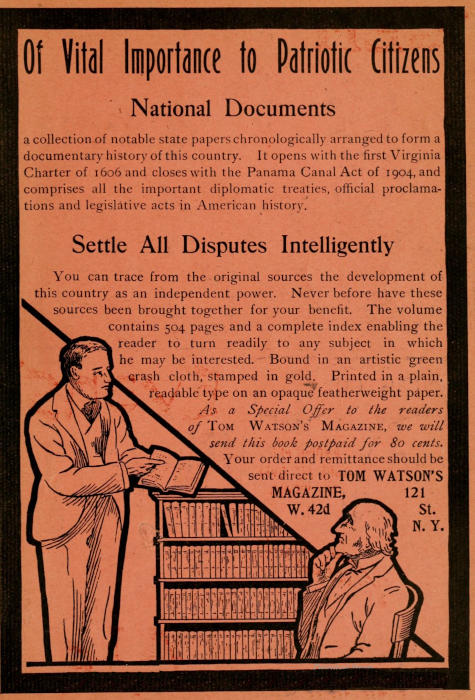 Of Vital Importance to Patriotic Citizens
National Documents
a collection of notable state papers chronologically arranged to form a
documentary history of this country. It opens with the first Virginia
Charter of 1606 and closes with the Panama Canal Act of 1904, and
comprises all the important diplomatic treaties, official proclama-
tions and legislative acts in American history.
Settle All Disputes Intelligently
You can trace from the original sources the development of
this country as an independent power. Never before have these
sources been brought together for your benefit. The volume
contains 504 pages and a complete index enabling the
reader to turn readily to any subject in which
he may be interested. Bound in an artistic green
crash cloth, stamped in gold. Printed in a plain,
readable type on an opaque featherweight paper.
As a Special Offer to the readers
of TOM WATSON'S MAGAZINE, we will
send this book postpaid for 80 cents.
Your order and remittance should be
sent direct to TOM WATSON'S
MAGAZINE, 121
W. 42d St.
N. Y.